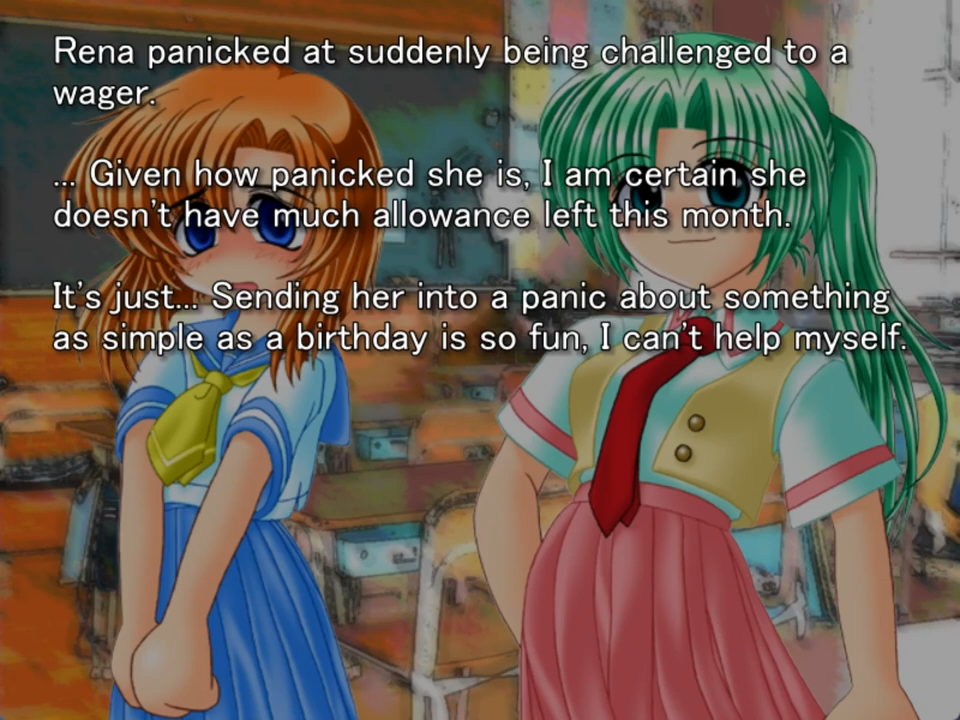 Rena panicked at suddenly being challenged to a
wager.
... Given how panicked she is, I am certain she
doesn't have much allowance left this month.
It's just... Sending her into a panic about something
as simple as a birthday is so fun, I can't help myself.